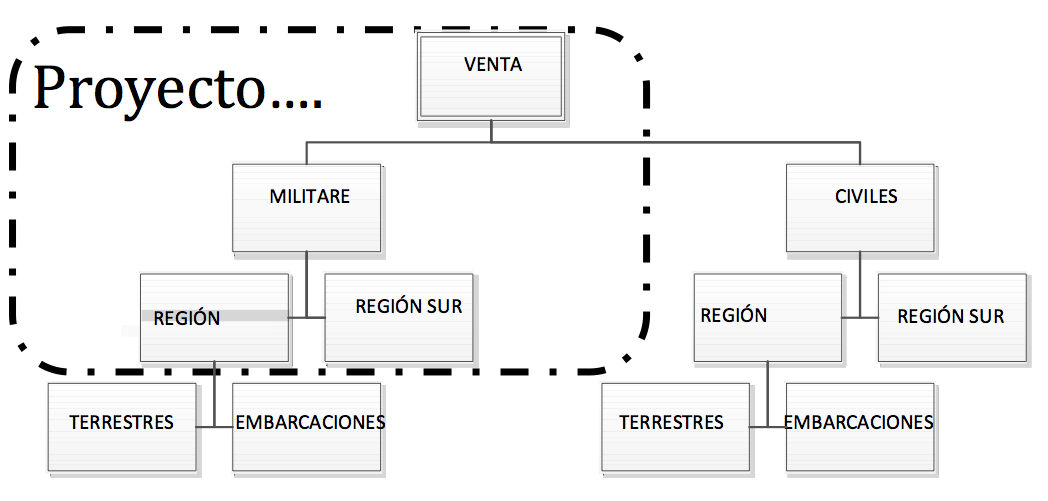 VENTA
Proyecto....
MILITARE
CIVILES
REGIÓN
REGIÓN SUR
REGIÓN
REGIÓN SUR
TERRESTRES
EMBARCACIONES
TERRESTRES
EMBARCACIONES